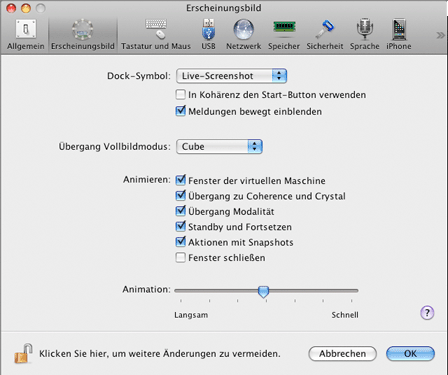 Erscheinungsbild
Allgemein Erscheinungsbild Tastatur und Maus USB Netzwerk Speicher Sicherheit Sprache iPhone »
Dock-Symbol: Live-Screenshot
In Kohärenz den Start-Button verwenden
Meldungen bewegt einblenden
Übergang Vollbildmodus: Cube
Animieren: Fenster der virtuellen Maschine
Übergang zu Coherence und Crystal
Übergang Modalität
Standby und Fortsetzen
Aktionen mit Snapshots
Fenster schließen
Animation:
Langsam Schnell
?
Klicken Sie hier, um weitere Änderungen zu vermeiden. Abbrechen OK